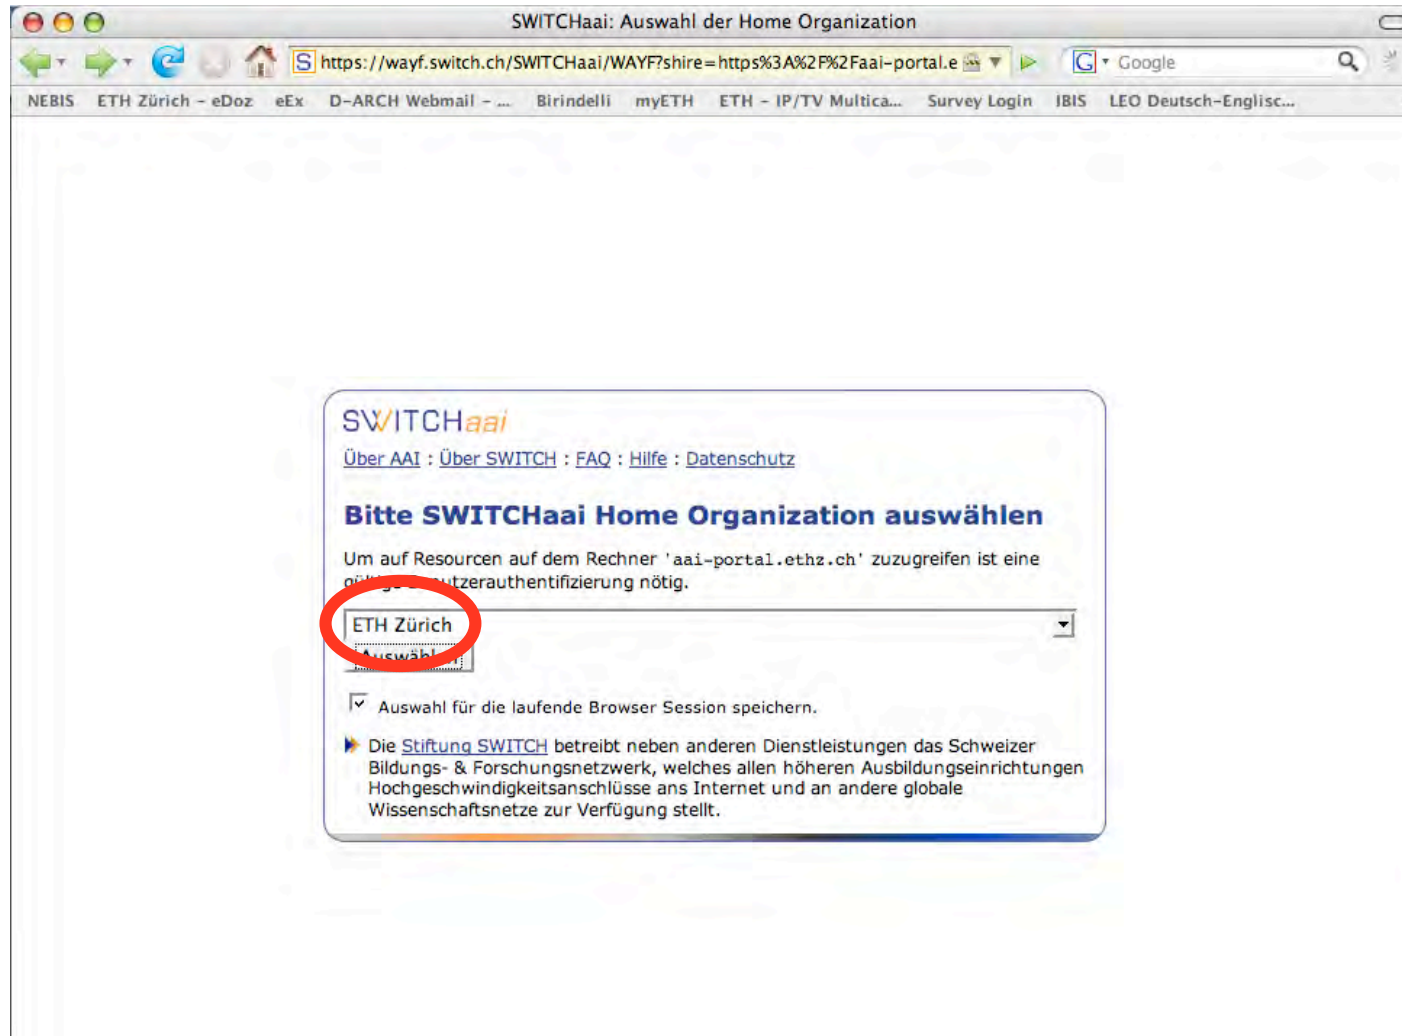 SWITCHaai: Auswahl der Home Organization
S https://wayf.switch.ch/SWITCHaai/WAYF?shire=https%3A%2F%2Faai-portal.e G Google
NEBIS ETH Zürich – eDoz eEx D-ARCH Webmail – ... Birindelli myETH ETH – IP/TV Multica... Survey Login IBIS LEO Deutsch-Englisc...
SWITCHaai
Über AAI : Über SWITCH : FAQ : Hilfe : Datenschutz
Bitte SWITCHaai Home Organization auswählen
Um auf Resourcen auf dem Rechner 'aai-portal.ethz.ch' zuzugreifen ist eine
gültige Benutzerauthentifizierung nötig.
ETH Zürich
Auswählen
Auswahl für die laufende Browser Session speichern.
Die Stiftung SWITCH betreibt neben anderen Dienstleistungen das Schweizer
Bildungs- & Forschungsnetzwerk, welches allen höheren Ausbildungseinrichtungen
Hochgeschwindigkeitsanschlüsse ans Internet und an andere globale
Wissenschaftsnetze zur Verfügung stellt.